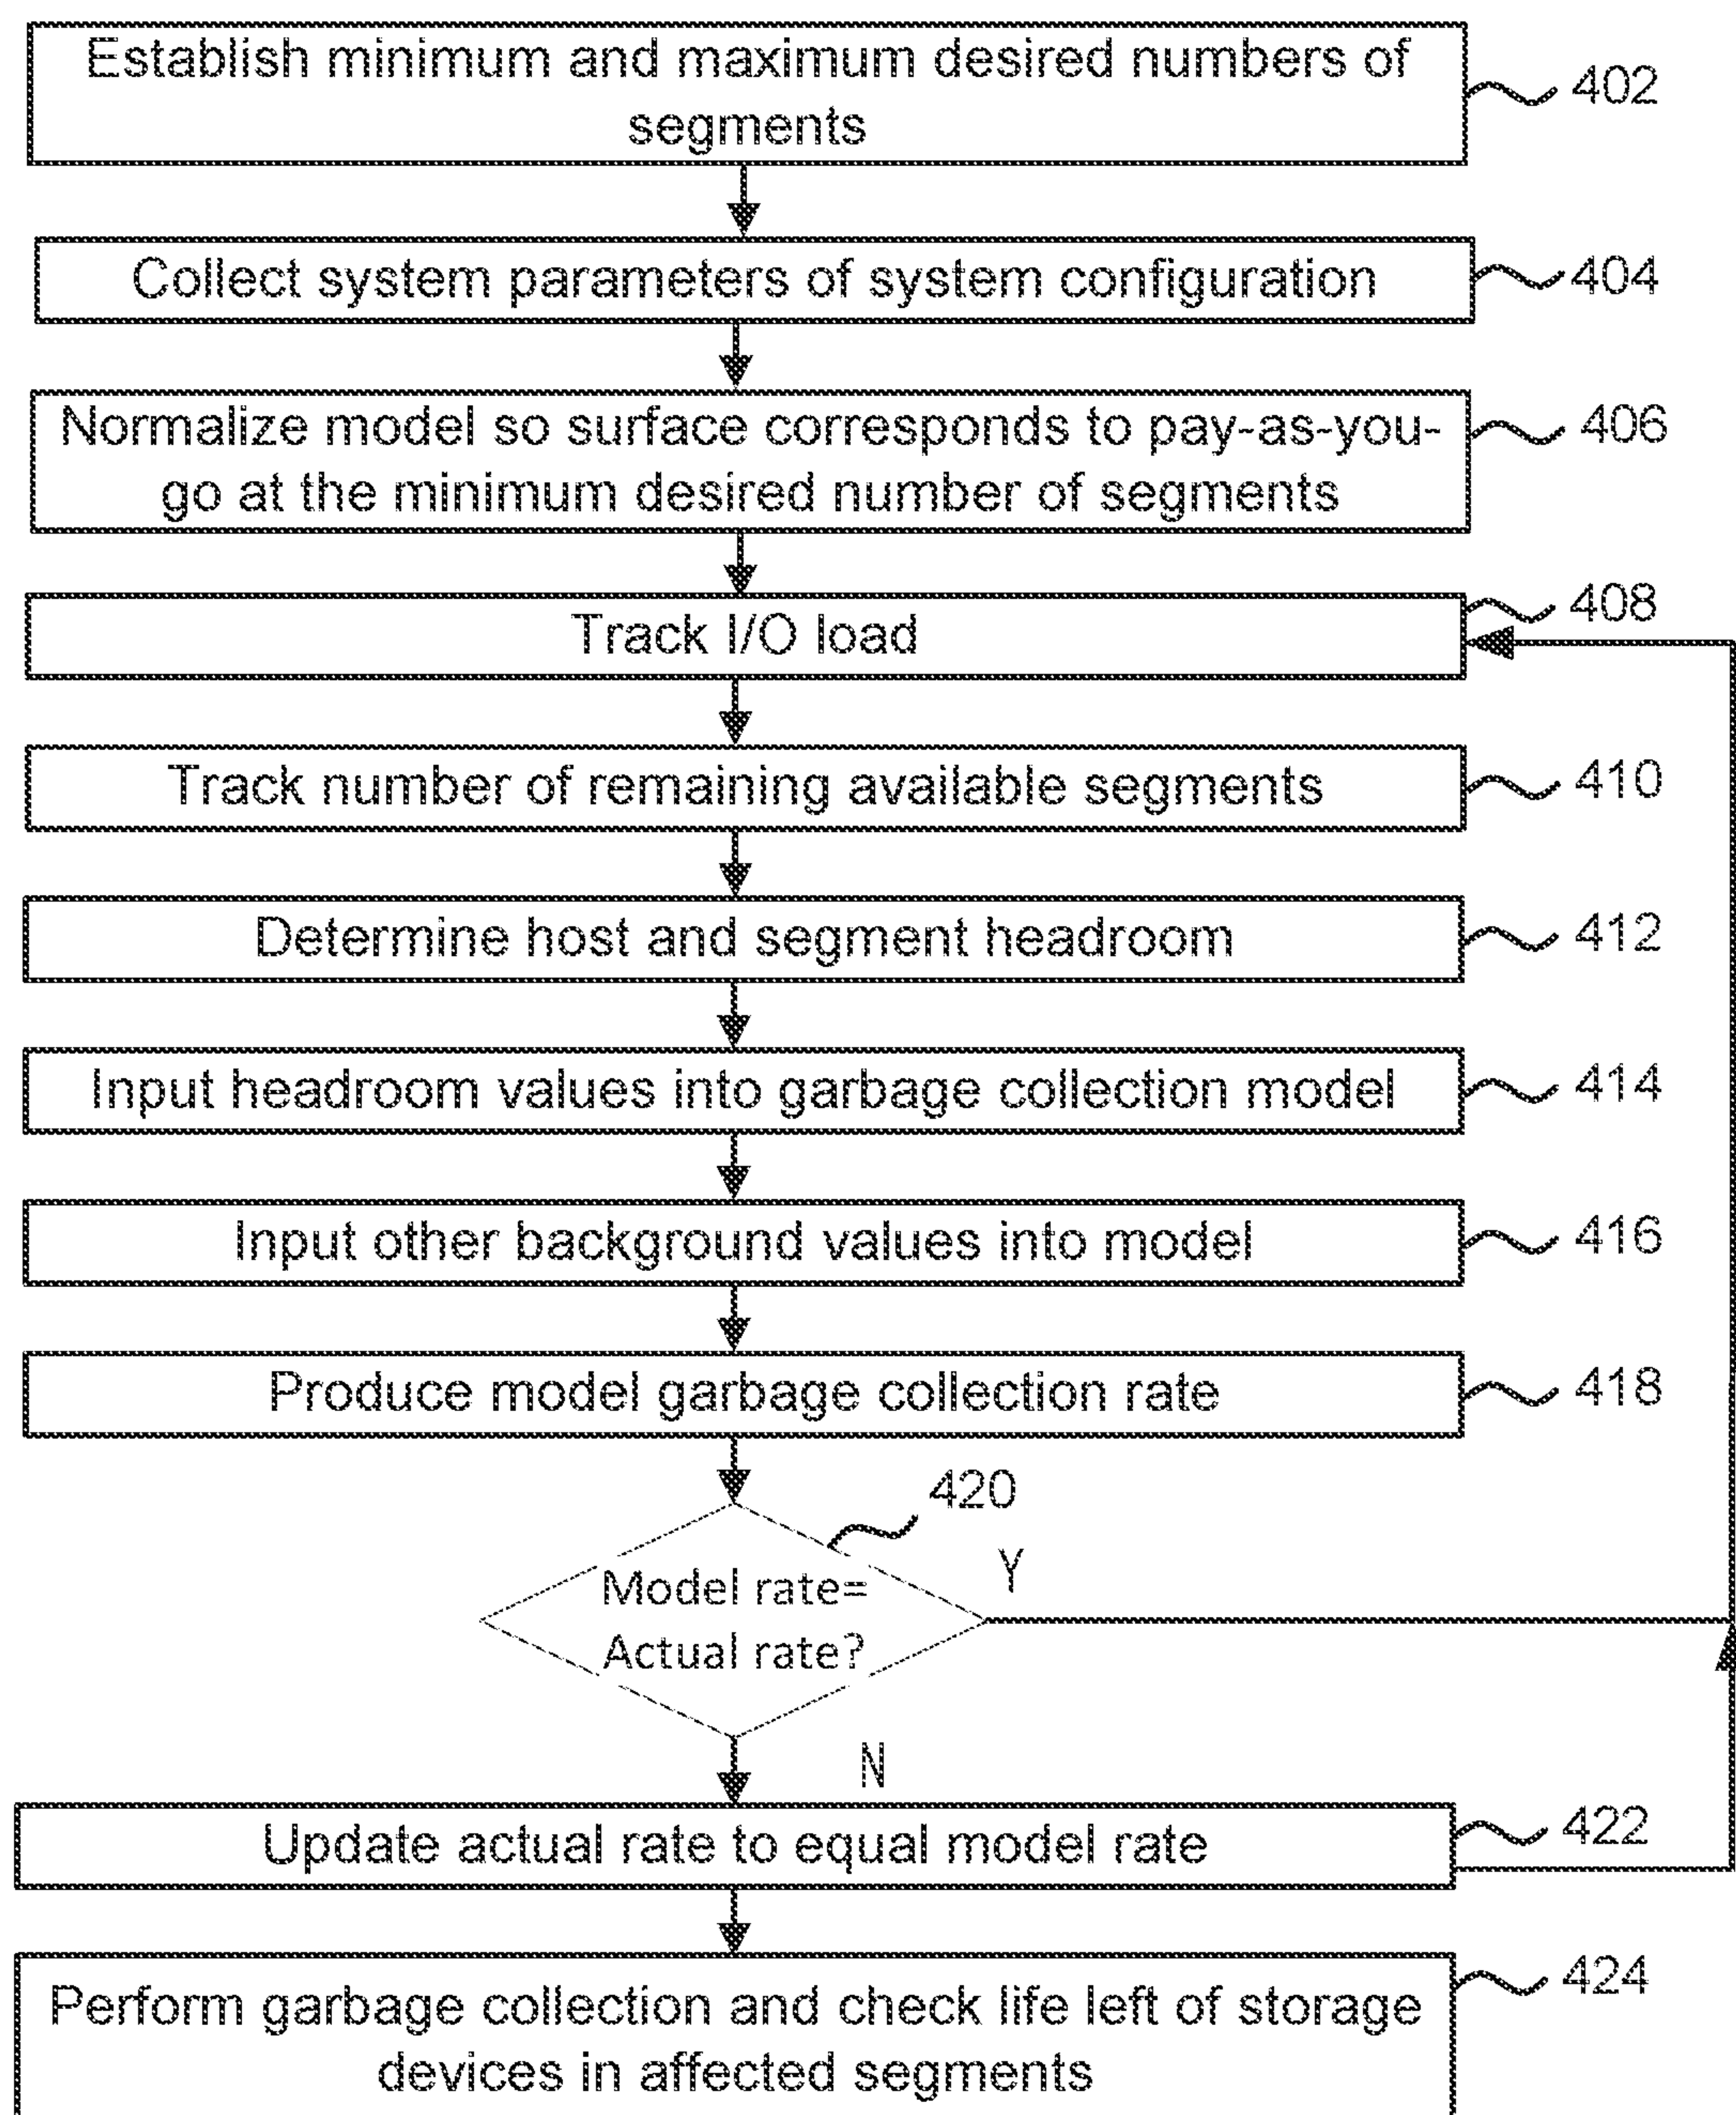 Establish minimum and maximum desired numbers of
segments
402
Collect system parameters of system configuration
404
Normalize model so surface corresponds to pay-as-you-
go at the minimum desired number of segments
406
Track I/O load
408
Track number of remaining available segments
410
Determine host and segment headroom
412
Input headroom values into garbage collection model
414
Input other background values into model
416
Produce model garbage collection rate
418
420
Model rate=
Actual rate?
Y
N
Update actual rate to equal model rate
422
Perform garbage collection and check life left of storage
devices in affected segments
424